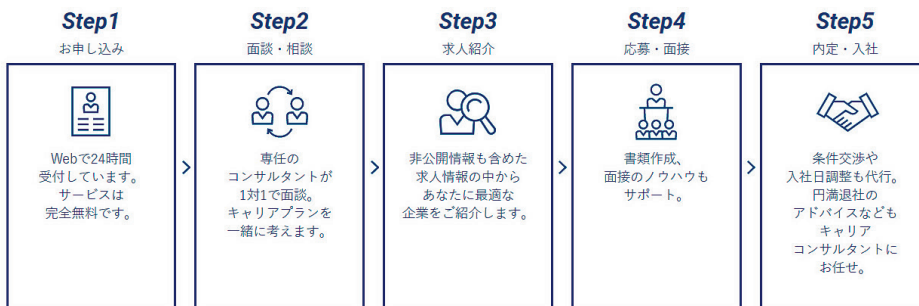 Step1
お申し込み
Webで24時間
受付しています。
サービスは
完全無料です。
Step2
面談・相談
専任の
コンサルタントが
1対1で面談。
キャリアプランを
一緒に考えます。
Step3
求人紹介
非公開情報も含めた
求人情報の中から
あなたに最適な
企業をご紹介します。
Step4
応募・面接
書類作成、
面接のノウハウも
サポート。
Step5
内定・入社
条件交渉や
入社日調整も代行。
円満退社の
アドバイスなども
キャリア
コンサルタントに
お任せ。